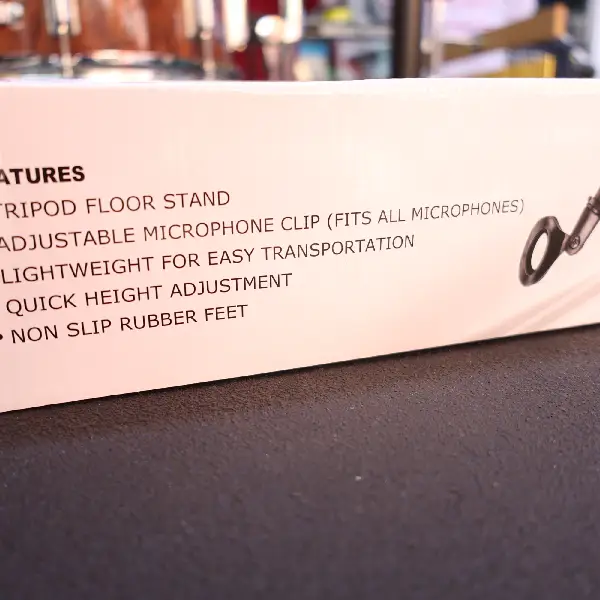 ATURES
TRIPOD FLOOR STAND
ADJUSTABLE MICROPHONE CLIP (FITS ALL MICROPHONES)
LIGHTWEIGHT FOR EASY TRANSPORTATION
QUICK HEIGHT ADJUSTMENT
• NON SLIP RUBBER FEET